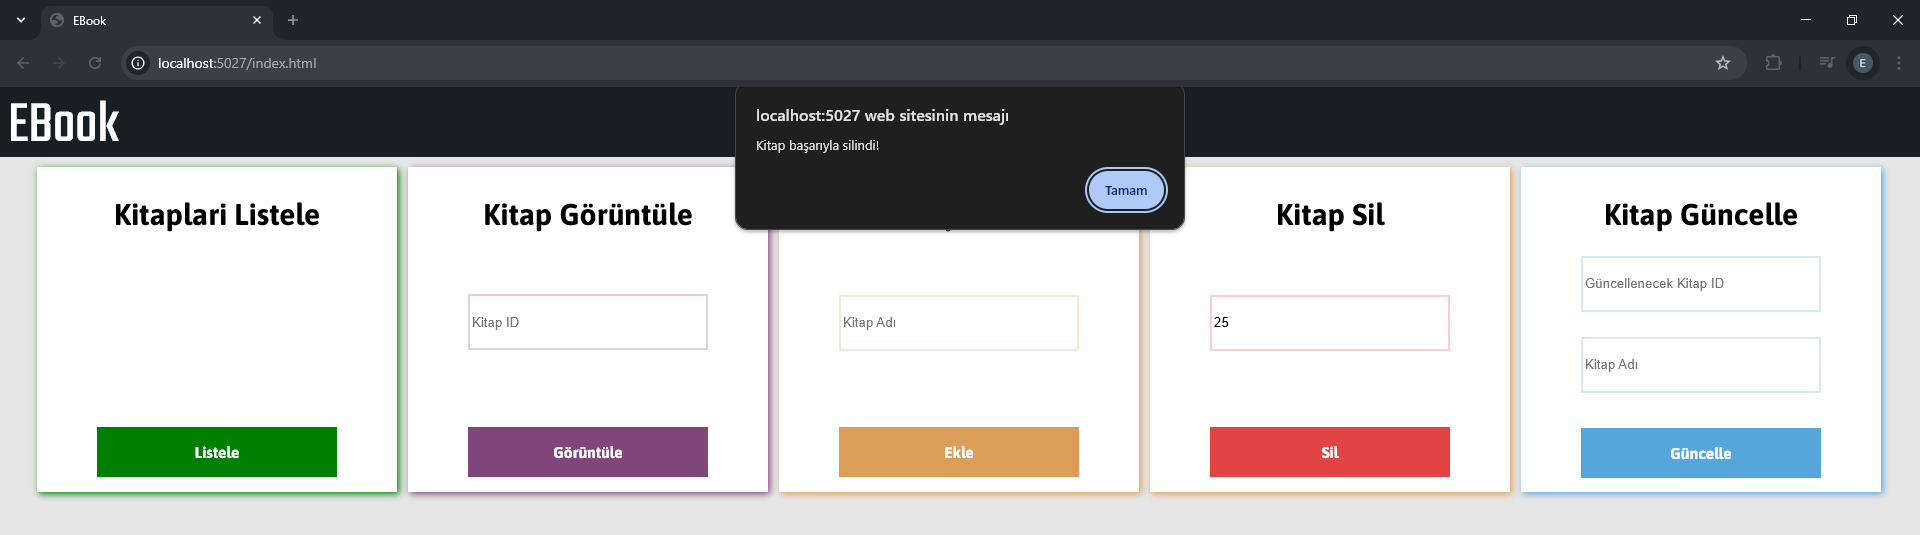 EBook
localhost:5027/index.html
E
EBook
localhost:5027 web sitesinin mesajı
Kitap başarıyla silindi!
Tamam
Kitaplari Listele
Listele
Kitap Görüntüle
Kitap ID
Görüntüle
Kitap Adı
Ekle
Kitap Sil
25
Sil
Kitap Güncelle
Güncellenecek Kitap ID
Kitap Adı
Güncelle